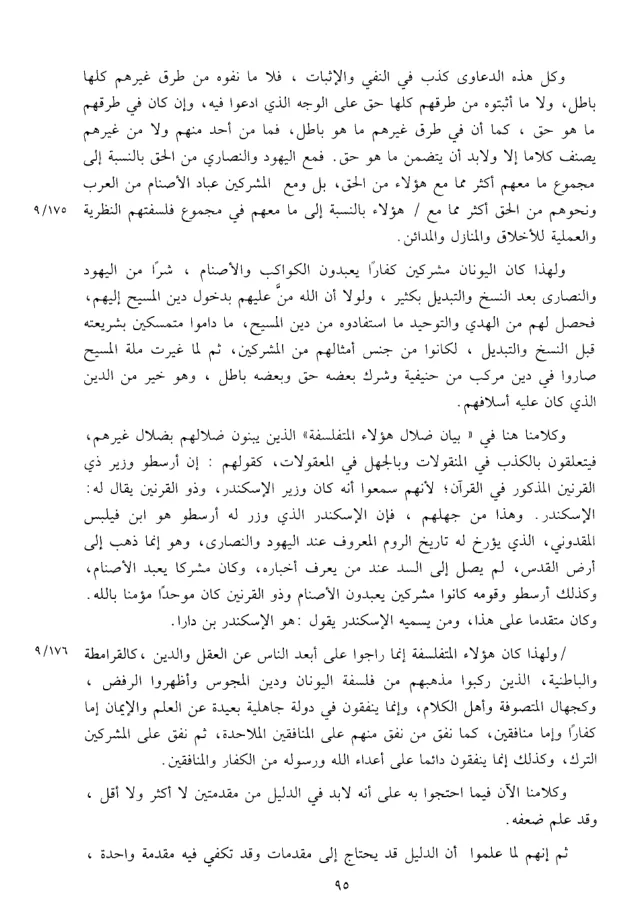 وكل هذه الدعاوى كذب في النفي والإثبات ، فلا ما نفوه من طرق غيرهم كلها
باطل، ولا ما أثبتوه من طرقهم كلها حق على الوجه الذي ادعوا فيه، وإن كان في طرقهم
ما هو حق ، كما أن في طرق غيرهم ما هو باطل، فما من أحد منهم ولا من غيرهم
يصنف كلاما إلا ولابد أن يتضمن ما هو حق. فمع اليهود والنصاري من الحق بالنسبة إلى
مجموع ما معهم أكثر مما مع هؤلاء من الحق، بل ومع المشركين عباد الأصنام من العرب
ونحوهم من الحق أكثر مما مع / هؤلاء بالنسبة إلى ما معهم في مجموع فلسفتهم النظرية ٩/١٧٥
والعملية للأخلاق والمنازل والمدائن.
ولهذا كان اليونان مشركين كفارًا يعبدون الكواكب والأصنام ، شرًا من اليهود
والنصارى بعد النسخ والتبديل بكثير ، ولولا أن الله منَّ عليهم بدخول دين المسيح إليهم،
فحصل لهم من الهدي والتوحيد ما استفادوه من دين المسيح، ما داموا متمسكين بشريعته
قبل النسخ والتبديل ، لكانوا من جنس أمثالهم من المشركين، ثم لما غيرت ملة المسيح
صاروا في دين مركب من حنيفية وشرك بعضه حق وبعضه باطل ، وهو خير من الدين
الذي كان عليه أسلافهم.
وكلامنا هنا في « بيان ضلال هؤلاء المتفلسفة» الذين يبنون ضلالهم بضلال غيرهم،
فيتعلقون بالكذب في المنقولات وبالجهل في المعقولات، كقولهم : إن أرسطو وزير ذي
القرنين المذكور في القرآن؛ لأنهم سمعوا أنه كان وزير الإسكندر، وذو القرنين يقال له:
الإسكندر. وهذا من جهلهم ، فإن الإسكندر الذي وزر له أرسطو هو ابن فيلبس
المقدوني، الذي يؤرخ له تاريخ الروم المعروف عند اليهود والنصارى، وهو إنما ذهب إلى
أرض القدس، لم يصل إلى السد عند من يعرف أخباره، وكان مشركا يعبد الأصنام،
وكذلك أرسطو وقومه كانوا مشركين يعبدون الأصنام وذو القرنين كان موحدًا مؤمنا بالله.
وكان متقدما على هذا، ومن يسميه الإسكندر يقول :هو الإسكندر بن دارا.
/ولهذا كان هؤلاء المتفلسفة إنما راجوا على أبعد الناس عن العقل والدين ،كالقرامطة ٩/١٧٦
والباطنية، الذين ركبوا مذهبهم من فلسفة اليونان ودين المجوس وأظهروا الرفض ،
وكجهال المتصوفة وأهل الكلام، وإنما ينفقون في دولة جاهلية بعيدة عن العلم والإيمان إما
كفارًا وإما منافقين، كما نفق من نفق منهم على المنافقين الملاحدة، ثم نفق على المشركين
الترك، وكذلك إنما ينفقون دائما على أعداء الله ورسوله من الكفار والمنافقين.
وكلامنا الآن فيما احتجوا به على أنه لابد في الدليل من مقدمتين لا أكثر ولا أقل ،
وقد علم ضعفه.
ثم إنهم لما علموا أن الدليل قد يحتاج إلى مقدمات وقد تكفي فيه مقدمة واحدة ،
٩٥